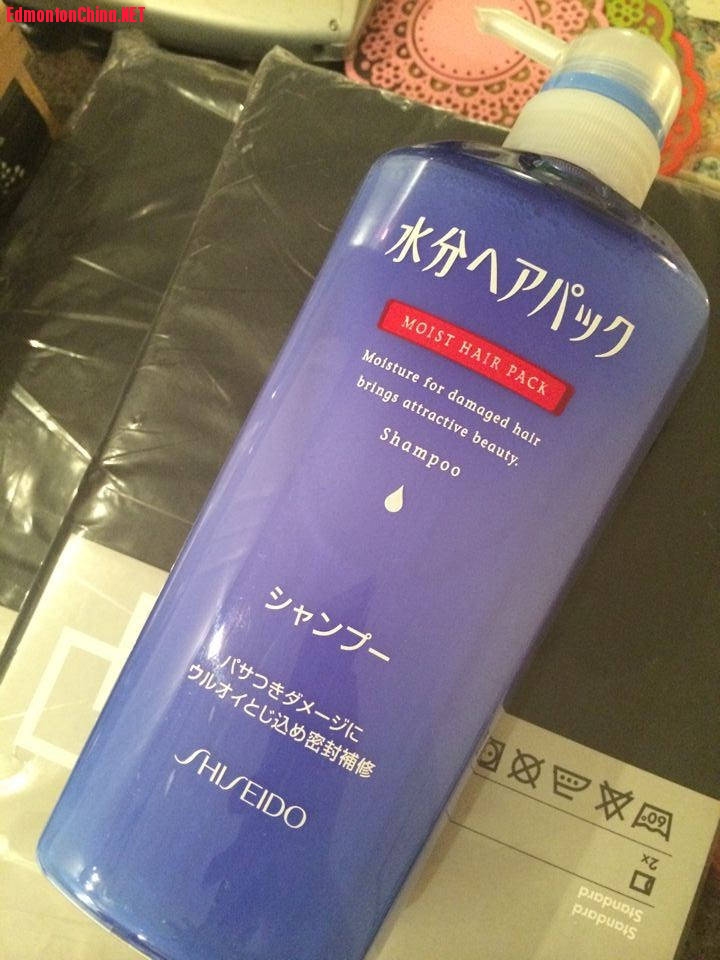 EdmontonChina.NET
水分ヘアパック
MOIST HAIR PACK
Moisture for damaged hair
brings attractive beauty.
Shampoo
シャンプー
パサつきダメージに
ウルオイとじ込め密封補修
SHISEIDO
60°
2x
Standard
Standard